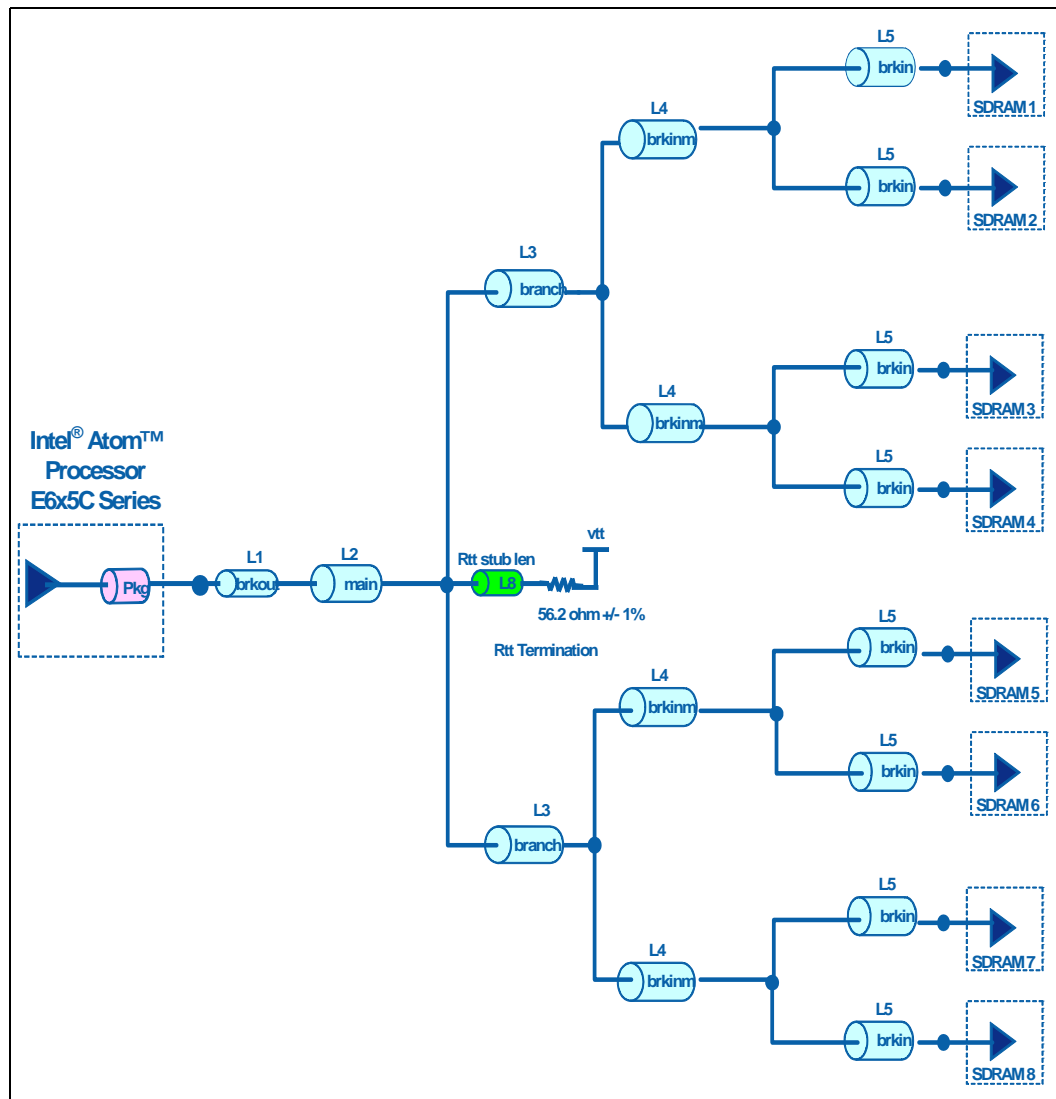 L5
brkin
SDRAM 1
L4
brkinm
L5
brkin
SDRAM 2
L3
branch
L5
brkin
SDRAM 3
L4
brkinm
L5
brkin
SDRAM 4
Intel® Atom™
Processor
E6x5C Series
Pkg
L1
brkout
L2
main
Rtt stub len
L8
vtt
56.2 ohm +/- 1%
Rtt Termination
L5
brkin
SDRAM 5
L4
brkinm
L5
brkin
SDRAM 6
L3
branch
L5
brkin
SDRAM 7
L4
brkinm
L5
brkin
SDRAM 8